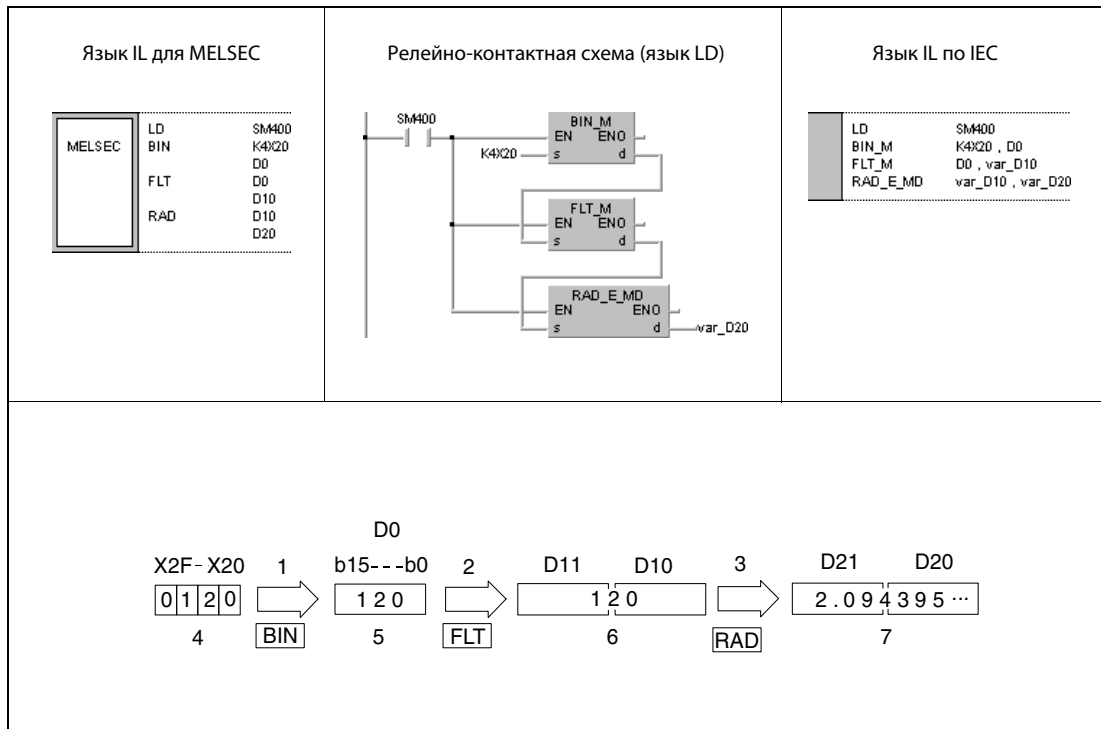 Язык IL для MELSEC
MELSEC
LD SM400
BIN K4X20
D0
FLT D0
D10
RAD D10
D20
Релейно-контактная схема (язык LD)
SM400
BIN_M
EN ENO
K4X20 s d
FLT_M
EN ENO
s d
RAD_E_MD
EN ENO
s d var_D20
Язык IL по IEC
LD SM400
BIN_M K4X20 , D0
FLT_M D0 , var_D10
RAD_E_MD var_D10 , var_D20
D0
X2F - X20 1 b15---b0 2 D11 D10 3 D21 D20
0 1 2 0 1 2 0 1 2 0 2 . 0 9 4 3 9 5 ...
4 BIN 5 FLT 6 RAD 7